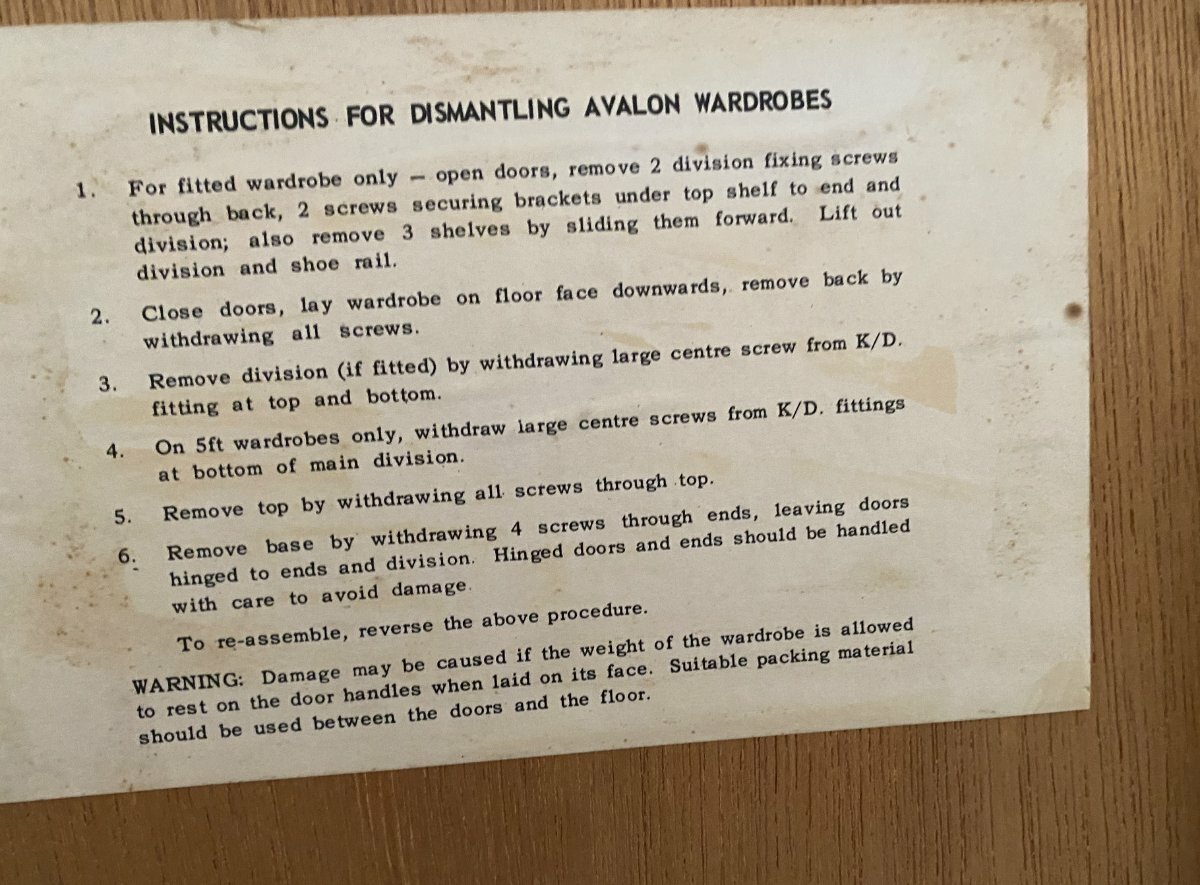 INSTRUCTIONS FOR DISMANTLING AVALON WARDROBES
1. For fitted wardrobe only — open doors, remove 2 division fixing screws
through back, 2 screws securing brackets under top shelf to end and
division; also remove 3 shelves by sliding them forward. Lift out
division and shoe rail.
2. Close doors, lay wardrobe on floor face downwards, remove back by
withdrawing all screws.
3. Remove division (if fitted) by withdrawing large centre screw from K/D.
fitting at top and bottom.
4. On 5ft wardrobes only, withdraw large centre screws from K/D. fittings
at bottom of main division.
5. Remove top by withdrawing all screws through top.
6. Remove base by withdrawing 4 screws through ends, leaving doors
hinged to ends and division. Hinged doors and ends should be handled
with care to avoid damage.
To re-assemble, reverse the above procedure.
WARNING: Damage may be caused if the weight of the wardrobe is allowed
to rest on the door handles when laid on its face. Suitable packing material
should be used between the doors and the floor.